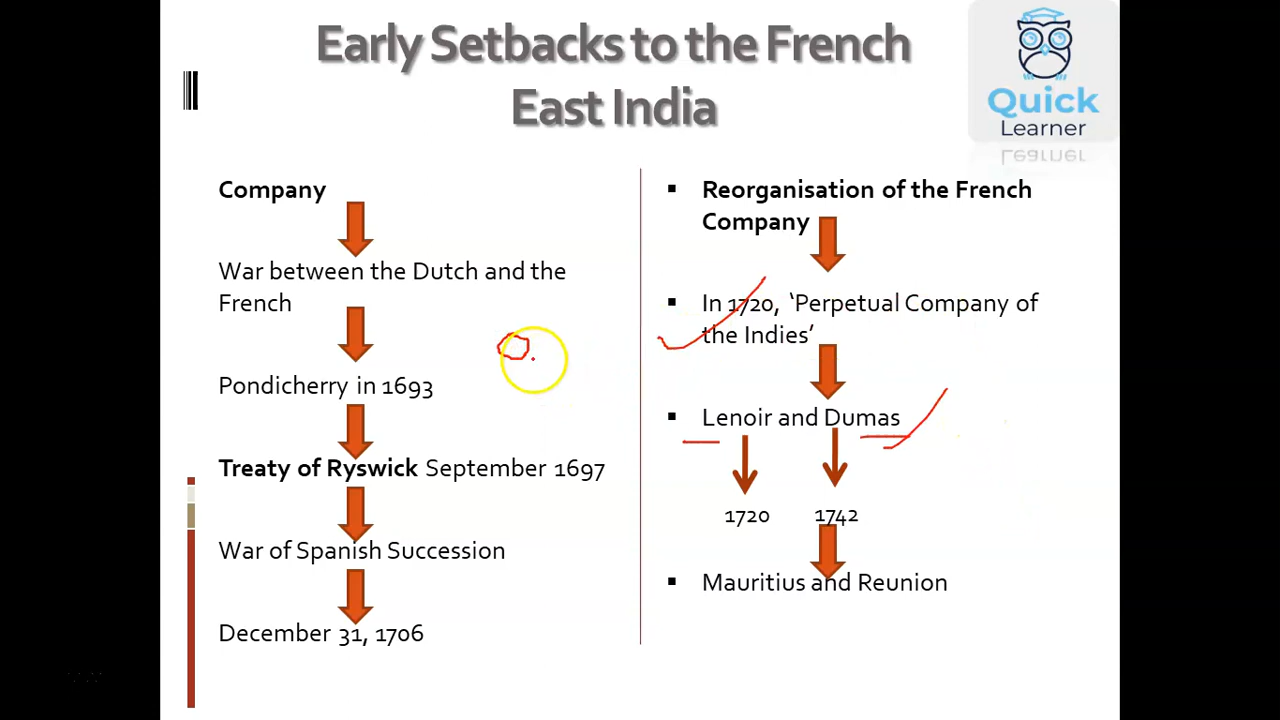 Early Setbacks to the French
East India
Quick
Learner
Company
War between the Dutch and the
French
Pondicherry in 1693
Treaty of Ryswick September 1697
War of Spanish Succession
December 31, 1706
▪ Reorganisation of the French
Company
▪ In 1720, ‘Perpetual Company of
the Indies’
▪ Lenoir and Dumas
1720 1742
▪ Mauritius and Reunion